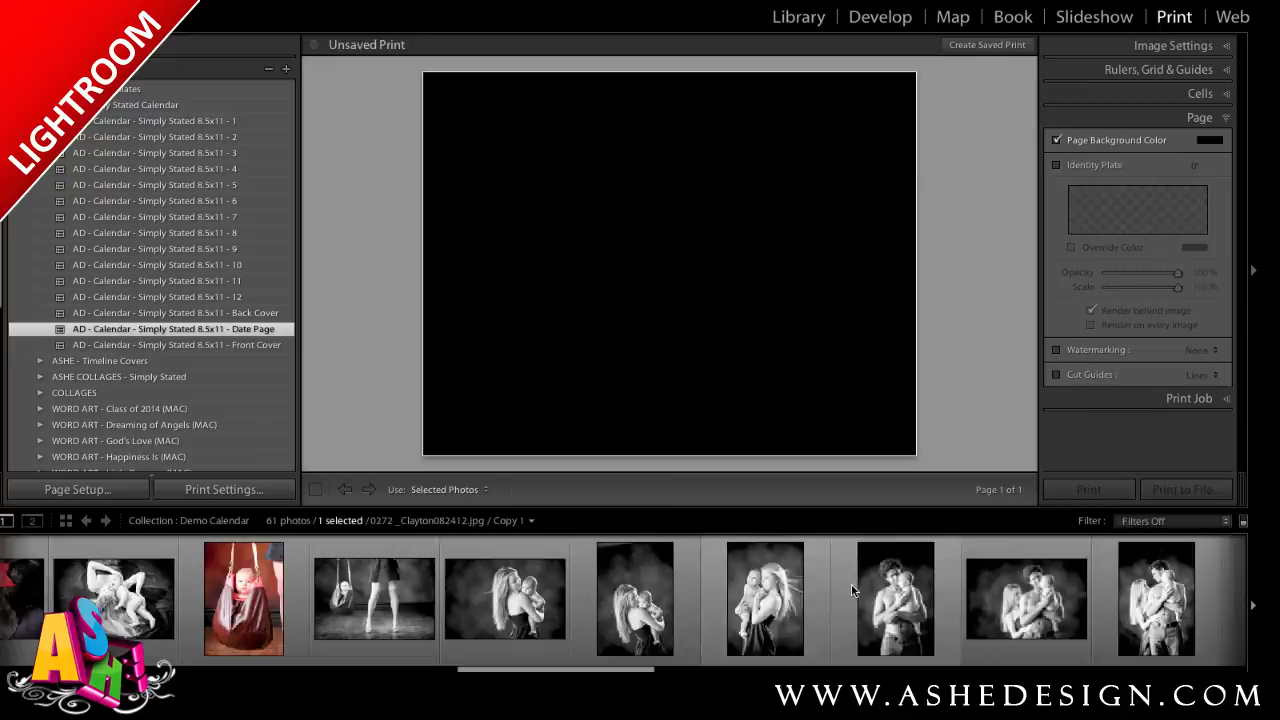 LIGHTROOM
Library | Develop | Map | Book | Slideshow | Print | Web
Unsaved Print
Create Saved Print
Image Settings
Rulers, Grid & Guides
Cells
Page
Page Background Color
Identity Plate
0°
Override Color
Opacity
100 %
Scale
100 %
Render behind image
Render on every image
Watermarking :
None
Cut Guides :
Lines
Print Job
Print
Print to File...
Stated Calendar
Calendar - Simply Stated 8.5x11 - 1
Calendar - Simply Stated 8.5x11 - 2
AD - Calendar - Simply Stated 8.5x11 - 3
AD - Calendar - Simply Stated 8.5x11 - 4
AD - Calendar - Simply Stated 8.5x11 - 5
AD - Calendar - Simply Stated 8.5x11 - 6
AD - Calendar - Simply Stated 8.5x11 - 7
AD - Calendar - Simply Stated 8.5x11 - 8
AD - Calendar - Simply Stated 8.5x11 - 9
AD - Calendar - Simply Stated 8.5x11 - 10
AD - Calendar - Simply Stated 8.5x11 - 11
AD - Calendar - Simply Stated 8.5x11 - 12
AD - Calendar - Simply Stated 8.5x11 - Back Cover
AD - Calendar - Simply Stated 8.5x11 - Date Page
AD - Calendar - Simply Stated 8.5x11 - Front Cover
ASHE - Timeline Covers
ASHE COLLAGES - Simply Stated
COLLAGES
WORD ART - Class of 2014 (MAC)
WORD ART - Dreaming of Angels (MAC)
WORD ART - God's Love (MAC)
WORD ART - Happiness Is (MAC)
Page Setup...
Print Settings...
Use: Selected Photos
Page 1 of 1
1
2
Collection : Demo Calendar
61 photos / 1 selected / 0272 _Clayton082412.jpg / Copy 1
Filter :
Filters Off
ASH!
WWW.ASHEDESIGN.COM